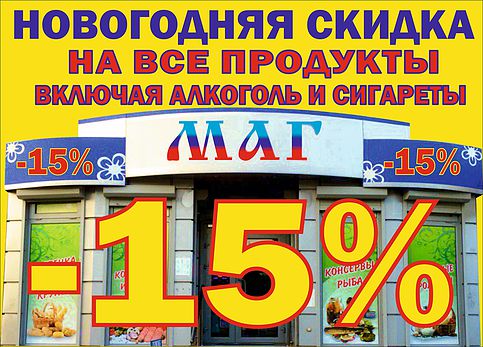 НОВОГОДНЯЯ СКИДКА
НА ВСЕ ПРОДУКТЫ
ВКЛЮЧАЯ АЛКОГОЛЬ И СИГАРЕТЫ
МАГ
-15%
-15%
-15%
КОНСЕРВЫ
РЫБА